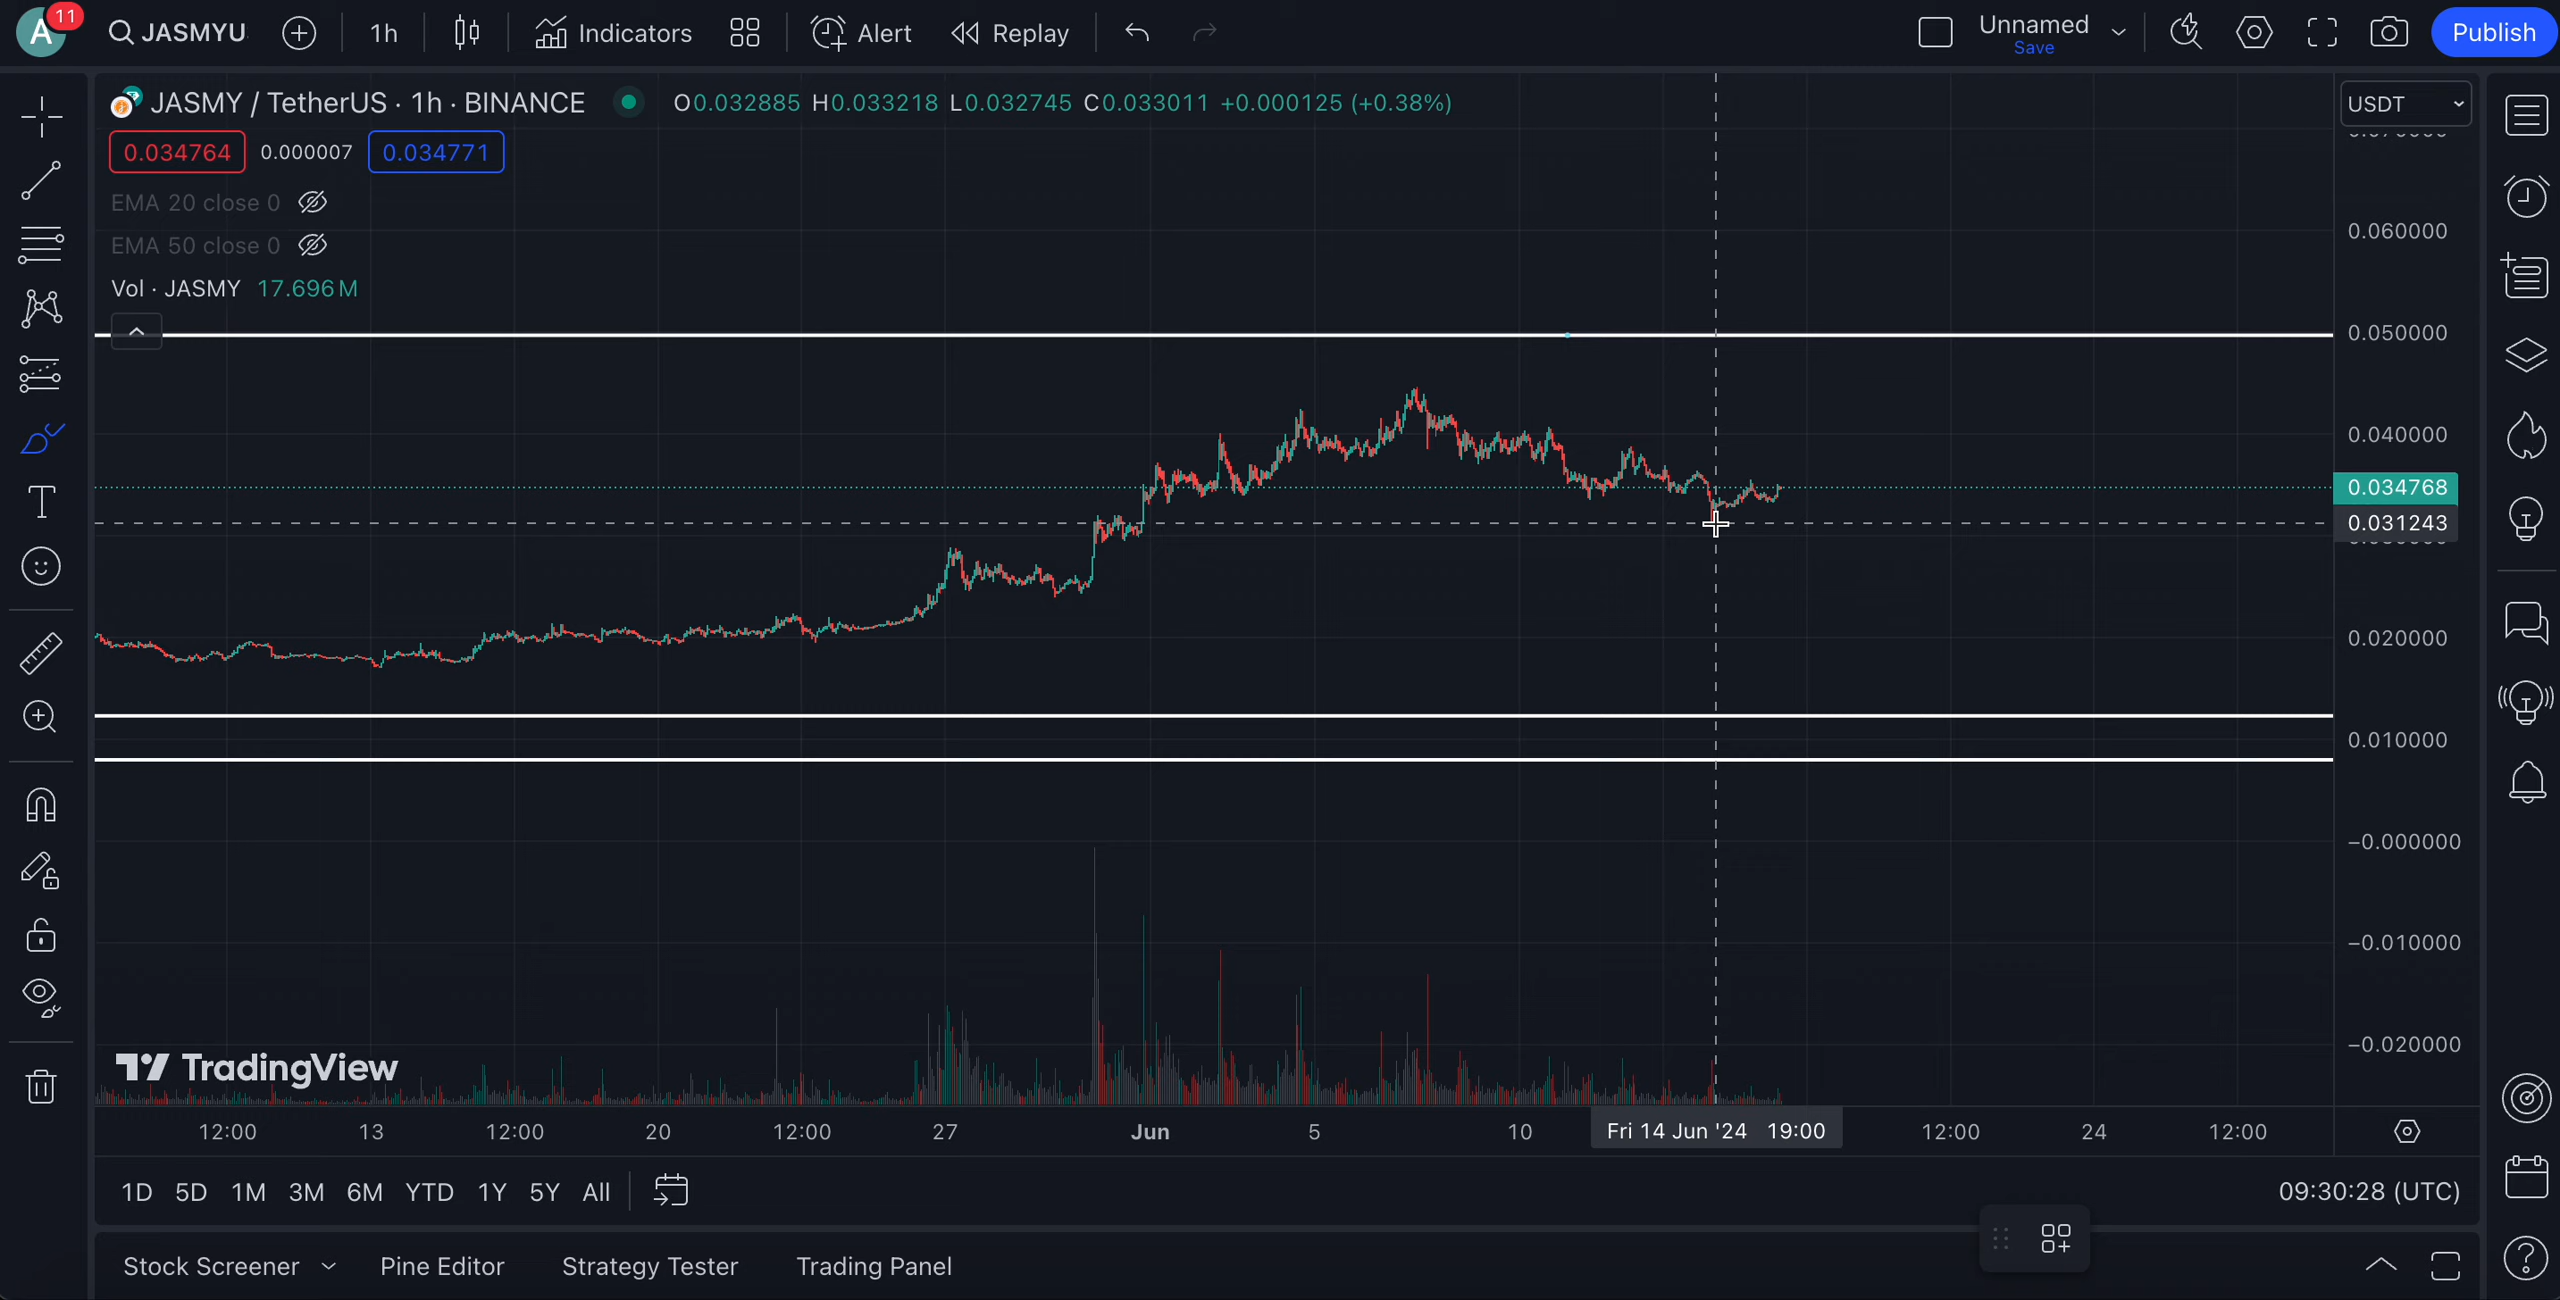 A 11 JASMYU 1h Indicators Alert Replay Unnamed Save Publish
JASMY / TetherUS · 1h · BINANCE O0.032885 H0.033218 L0.032745 C0.033011 +0.000125 (+0.38%)
USDT
0.034764 0.000007 0.034771
EMA 20 close 0
EMA 50 close 0
Vol · JASMY 17.696 M
0.060000
0.050000
0.040000
0.034768
0.031243
0.020000
0.010000
−0.000000
−0.010000
−0.020000
TradingView
12:00 13 12:00 20 12:00 27 Jun 5 10 Fri 14 Jun '24 19:00 12:00 24 12:00
1D 5D 1M 3M 6M YTD 1Y 5Y All 09:30:28 (UTC)
Stock Screener Pine Editor Strategy Tester Trading Panel